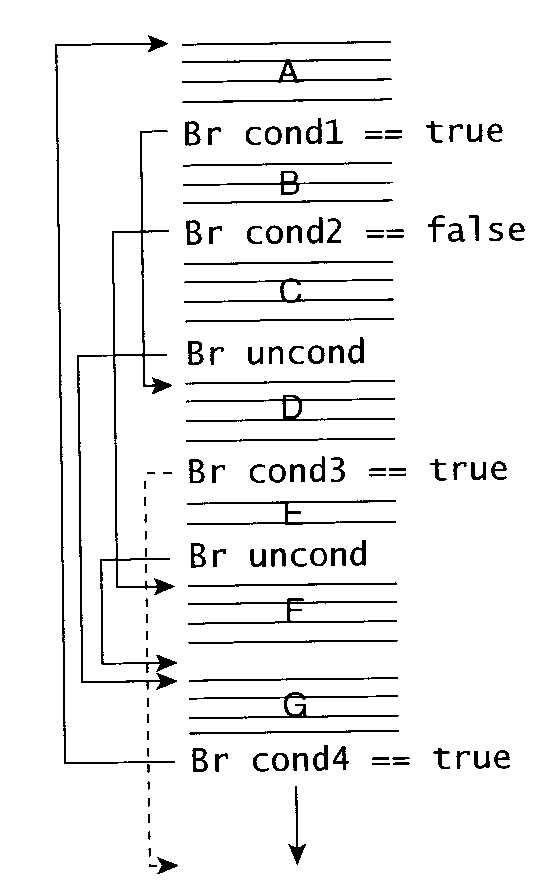 A
Br cond1 == true
B
Br cond2 == false
C
Br uncond
D
Br cond3 == true
E
Br uncond
F
G
Br cond4 == true